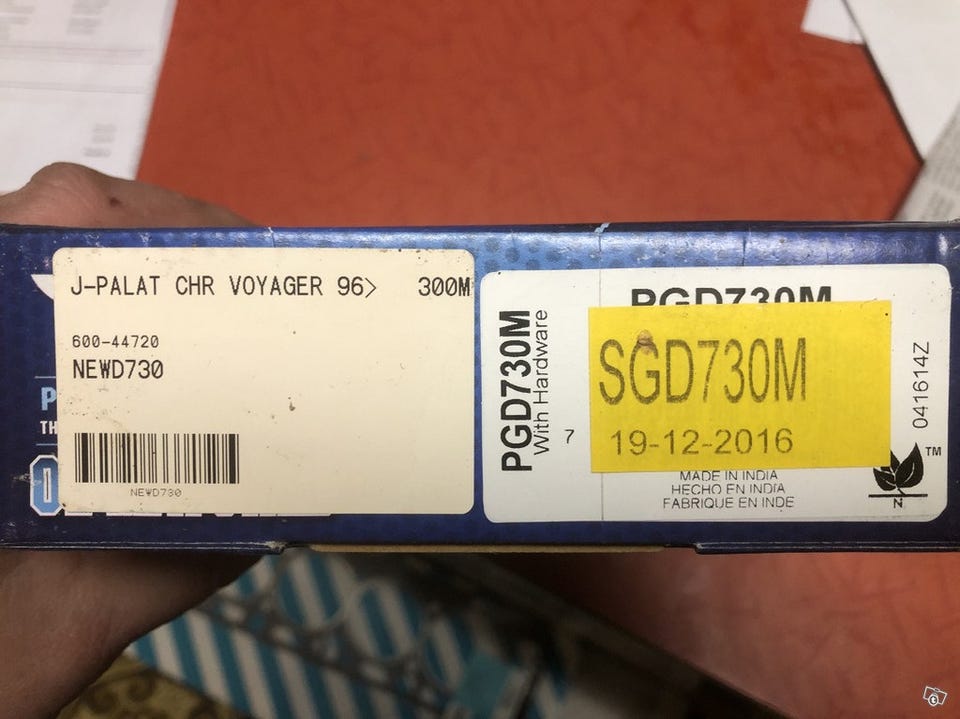 J-PALAT CHR VOYAGER 96> 300M
600-44720
NEWD730
NEWD730
P
TH
PGD730M
With Hardware
7
PGD730M
SGD730M
19-12-2016
MADE IN INDIA
HECHO EN INDIA
FABRIQUE EN INDE
041614Z
TM
N